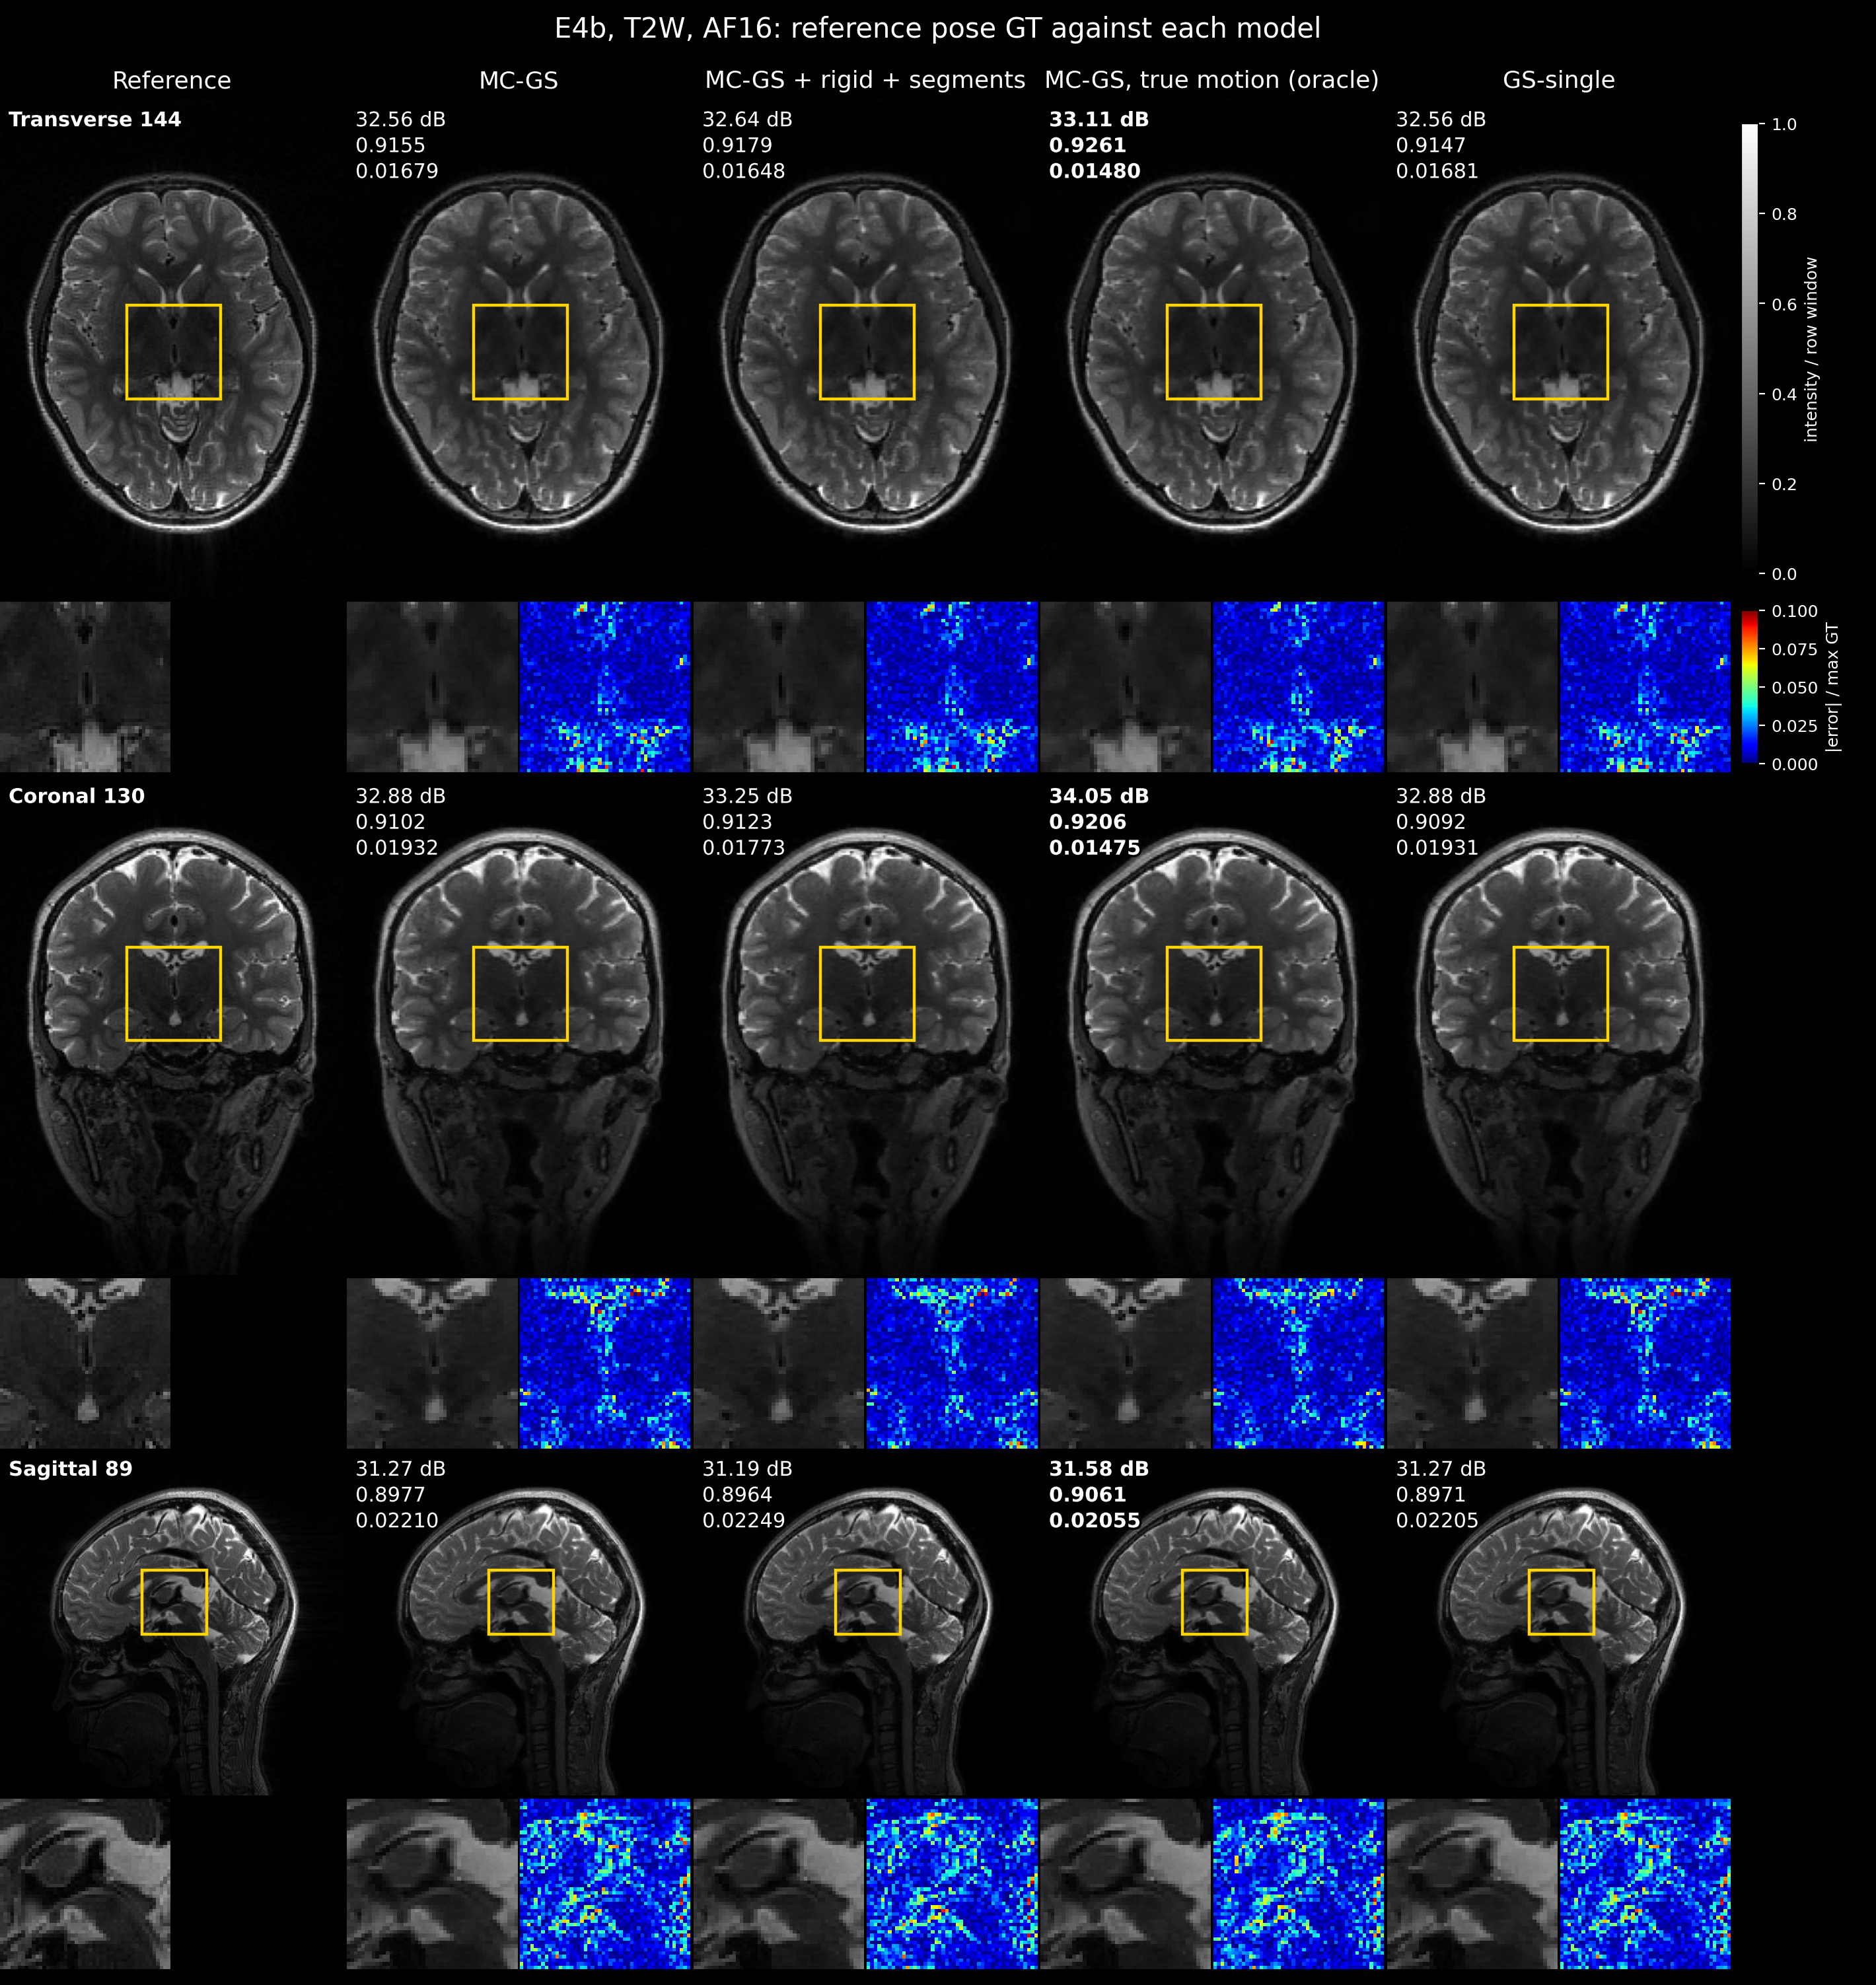 E4b, T2W, AF16: reference pose GT against each model
Reference
MC-GS
MC-GS + rigid + segments
MC-GS, true motion (oracle)
GS-single
Transverse 144
32.56 dB
0.9155
0.01679
32.64 dB
0.9179
0.01648
33.11 dB
0.9261
0.01480
32.56 dB
0.9147
0.01681
1.0
0.8
0.6
0.4
0.2
0.0
intensity / row window
0.100
0.075
0.050
0.025
0.000
|error| / max GT
Coronal 130
32.88 dB
0.9102
0.01932
33.25 dB
0.9123
0.01773
34.05 dB
0.9206
0.01475
32.88 dB
0.9092
0.01931
Sagittal 89
31.27 dB
0.8977
0.02210
31.19 dB
0.8964
0.02249
31.58 dB
0.9061
0.02055
31.27 dB
0.8971
0.02205